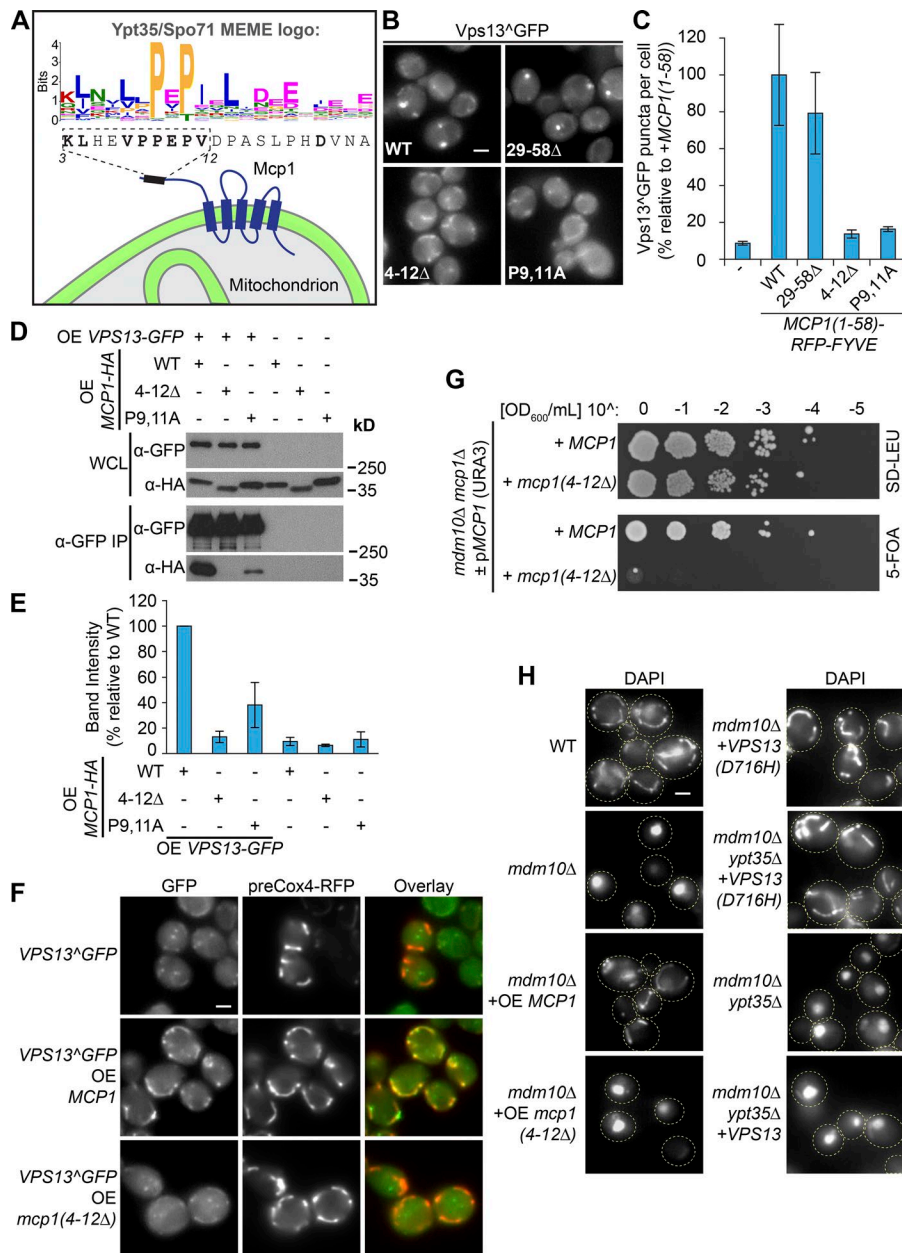 A
Ypt35/Spo71 MEME logo:
Bits
4
3
2
1
0
KLHEVPPEPVDPASLPHDVNA
3
12
Mcp1
Mitochondrion
B
Vps13^GFP
WT
29-58Δ
4-12Δ
P9,11A
C
Vps13^GFP puncta per cell
(% relative to +MCP1(1-58))
120
100
80
60
40
20
0
-
WT
29-58Δ
4-12Δ
P9,11A
MCP1(1-58)-
RFP-FYVE
D
OE VPS13-GFP + + + - - -
OE
MCP1-HA
WT + - - + - -
4-12Δ - + - - + -
P9,11A - - + - - +
kD
WCL
α-GFP
250
α-HA
35
α-GFP IP
α-GFP
250
α-HA
35
E
Band Intensity
(% relative to WT)
120
100
80
60
40
20
0
OE
MCP1-HA
WT + - - + - -
4-12Δ - + - - + -
P9,11A - - + - - +
OE VPS13-GFP
F
GFP preCox4-RFP Overlay
VPS13^GFP
VPS13^GFP
OE
MCP1
VPS13^GFP
OE
mcp1(4-12Δ)
G
[OD600/mL] 10^: 0 -1 -2 -3 -4 -5
mdm10Δ mcp1Δ
± pMCP1 (URA3)
+ MCP1
+ mcp1(4-12Δ)
SD-LEU
+ MCP1
+ mcp1(4-12Δ)
5-FOA
H
DAPI
WT
mdm10Δ
mdm10Δ
+OE MCP1
mdm10Δ
+OE mcp1
(4-12Δ)
DAPI
mdm10Δ
+VPS13
(D716H)
mdm10Δ
ypt35Δ
+VPS13
(D716H)
mdm10Δ
ypt35Δ
mdm10Δ
ypt35Δ
+VPS13